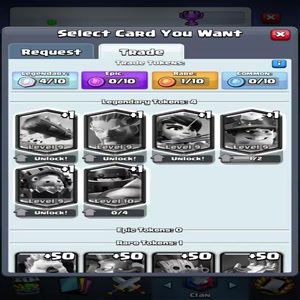 Select Card You Want
Request Trade
Trade Tokens:
Legendary Epic Rare Common
4/10 0/10 1/10 0/10
Legendary Tokens: 4
+1 +1 +1 +1
Level 9 Level 9 Level 9 Level 9
Unlock! Unlock! Unlock! 1/2
+1 +1
Level 9 Level 10
Unlock! 0/4
Epic Tokens: 0
Rare Tokens: 1
+50 +50 +50 +50
Clan